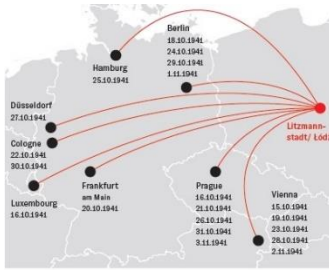 Berlin
18.10.1941
24.10.1941
29.10.1941
1.11.1941
Hamburg
25.10.1941
Düsseldorf
27.10.1941
Cologne
22.10.1941
30.10.1941
Luxembourg
16.10.1941
Frankfurt
am Main
20.10.1941
Prague
16.10.1941
21.10.1941
26.10.1941
31.10.1941
3.11.1941
Vienna
15.10.1941
19.10.1941
23.10.1941
28.10.1941
2.11.1941
Litzmann-
stadt/ Łódź